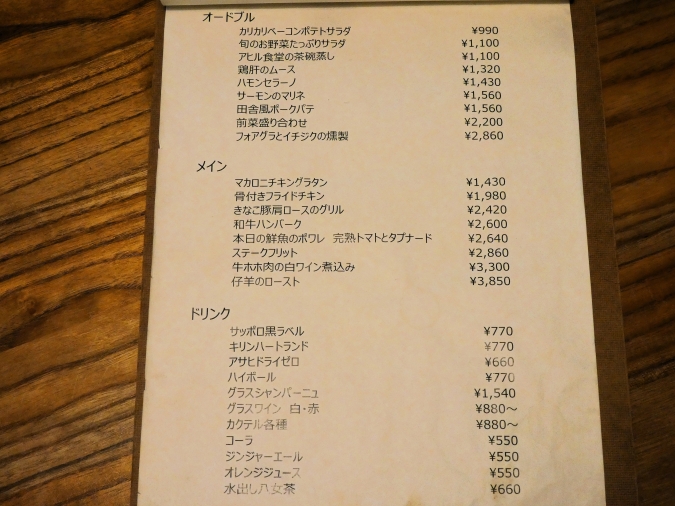 オードブル
カリカリベーコンポテトサラダ ¥990
旬のお野菜たっぷりサラダ ¥1,100
アヒル食堂の茶碗蒸し ¥1,100
鶏肝のムース ¥1,320
ハモンセラーノ ¥1,430
サーモンのマリネ ¥1,560
田舎風ポークパテ ¥1,560
前菜盛り合わせ ¥2,200
フォアグラとイチジクの燻製 ¥2,860
メイン
マカロニチキングラタン ¥1,430
骨付きフライドチキン ¥1,980
きなこ豚肩ロースのグリル ¥2,420
和牛ハンバーク ¥2,600
本日の鮮魚のポワレ 完熟トマトとタプナード ¥2,640
ステークフリット ¥2,860
牛ホホ肉の白ワイン煮込み ¥3,300
仔羊のロースト ¥3,850
ドリンク
サッポロ黒ラベル ¥770
キリンハートランド ¥770
アサヒドライゼロ ¥660
ハイボール ¥770
グラスシャンパーニュ ¥1,540
グラスワイン 白・赤 ¥880～
カクテル各種 ¥880～
コーラ ¥550
ジンジャーエール ¥550
オレンジジュース ¥550
水出し八女茶 ¥660